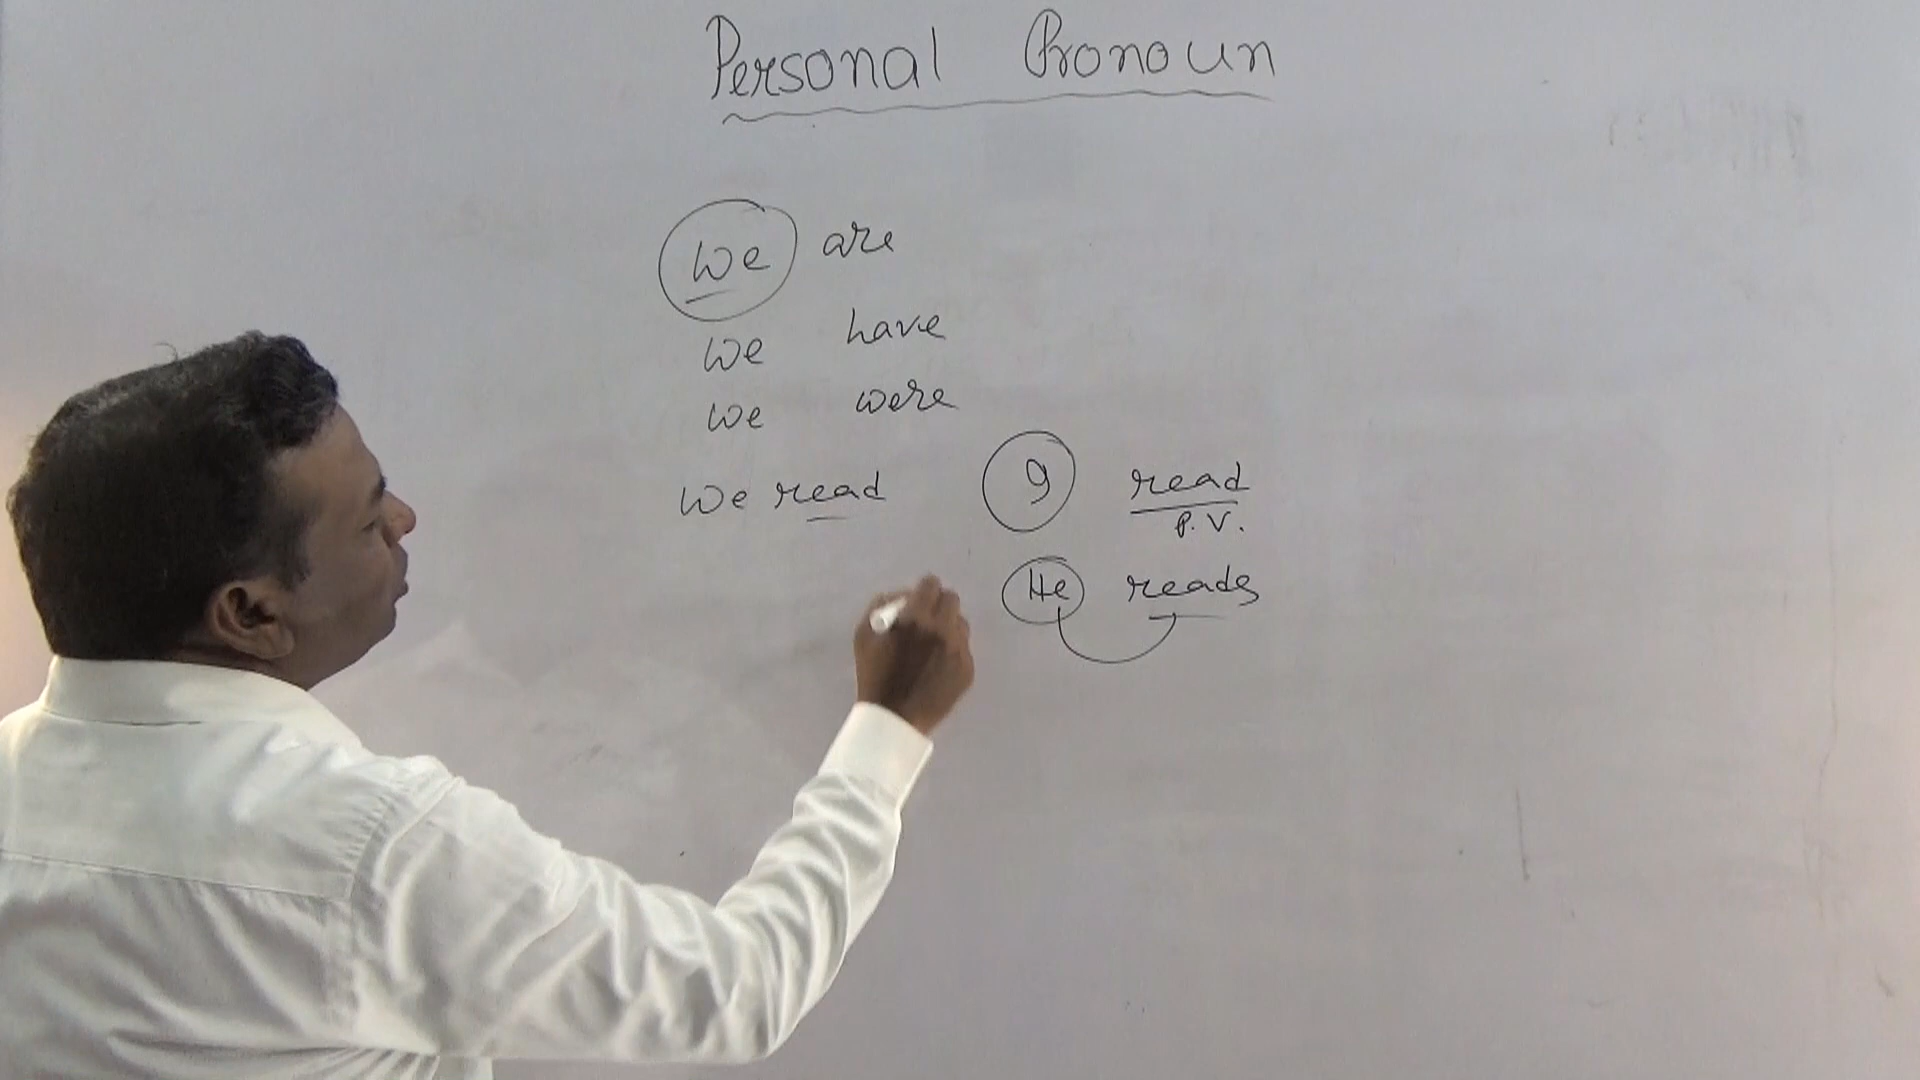 Personal Pronoun
We are
We have
We were
We read
I read
P.V.
He reads